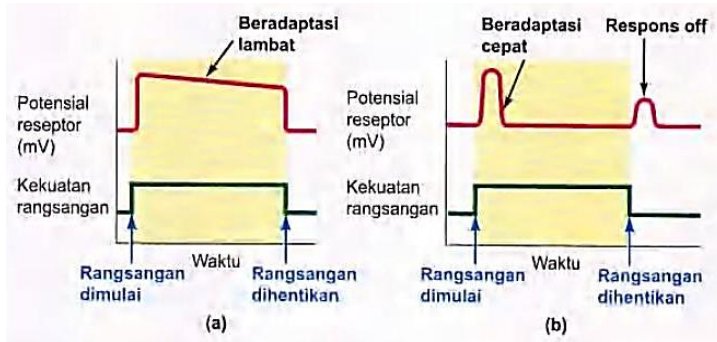 Beradaptasi
lambat
Potensial
reseptor
(mV)
Kekuatan
rangsangan
Waktu
Rangsangan
dimulai
Rangsangan
dihentikan
(a)
Beradaptasi
cepat
Respons off
Potensial
reseptor
(mV)
Kekuatan
rangsangan
Waktu
Rangsangan
dimulai
Rangsangan
dihentikan
(b)